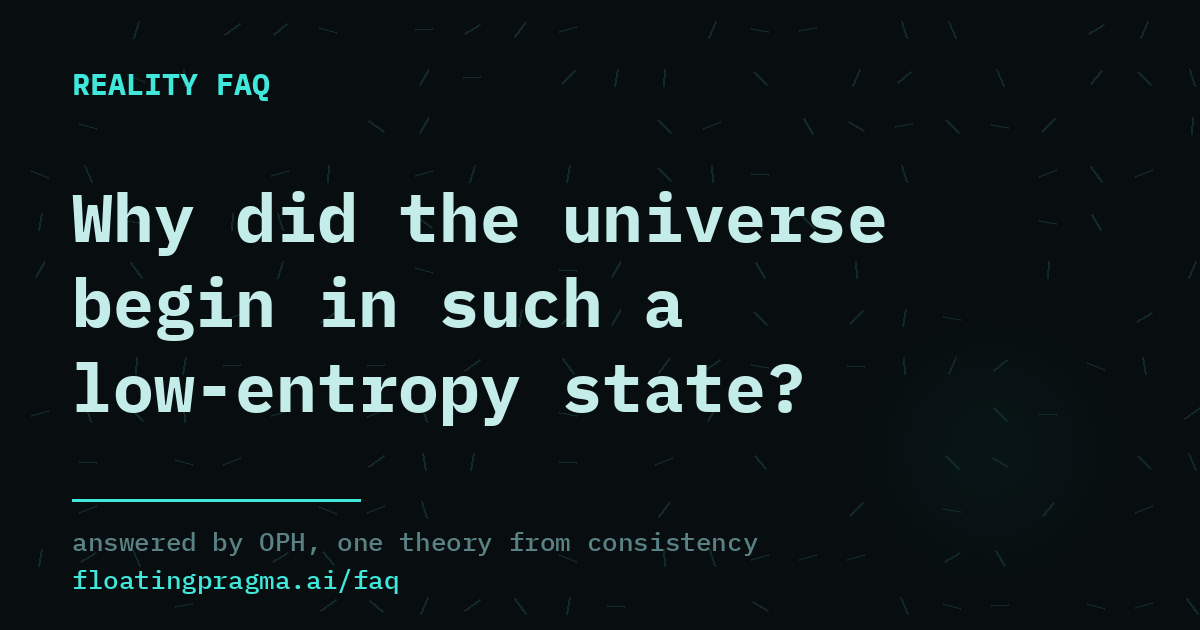 REALITY FAQ
Why did the universe
begin in such a
low-entropy state?
answered by OPH, one theory from consistency
floatingpragma.ai/faq